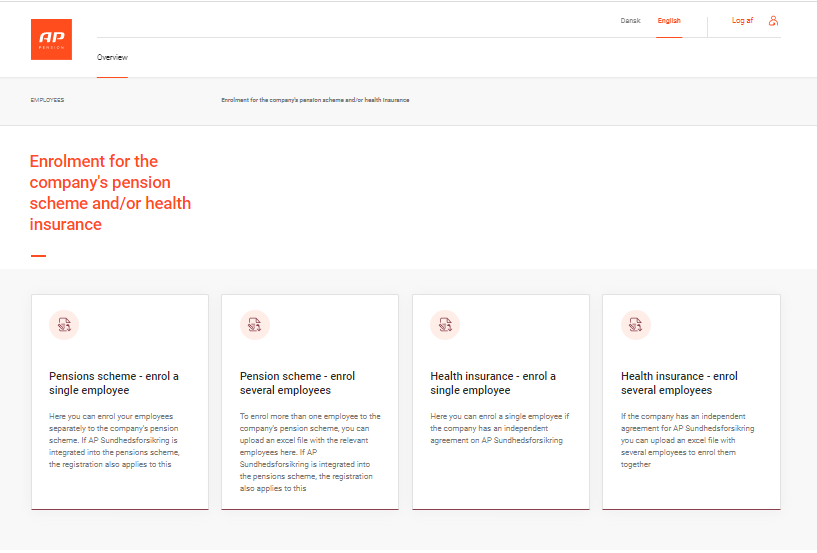 AP
PENSION
Dansk
English
Log af
Overview
EMPLOYEES
Enrolment for the company's pension scheme and/or health insurance
Enrolment for the
company's pension
scheme and/or health
insurance
Pensions scheme - enrol a
single employee
Here you can enrol your employees
separately to the company's pension
scheme. If AP Sundhedsforsikring is
integrated into the pensions scheme,
the registration also applies to this
Pension scheme - enrol
several employees
To enrol more than one employee to the
company's pension scheme, you can
upload an excel file with the relevant
employees here. If AP
Sundhedsforsikring is integrated into
the pensions scheme, the registration
also applies to this
Health insurance - enrol a
single employee
Here you can enrol a single employee if
the company has an independent
agreement on AP Sundhedsforsikring
Health insurance - enrol
several employees
If the company has an independent
agreement for AP Sundhedsforsikring
you can upload an excel file with
several employees to enrol them
together